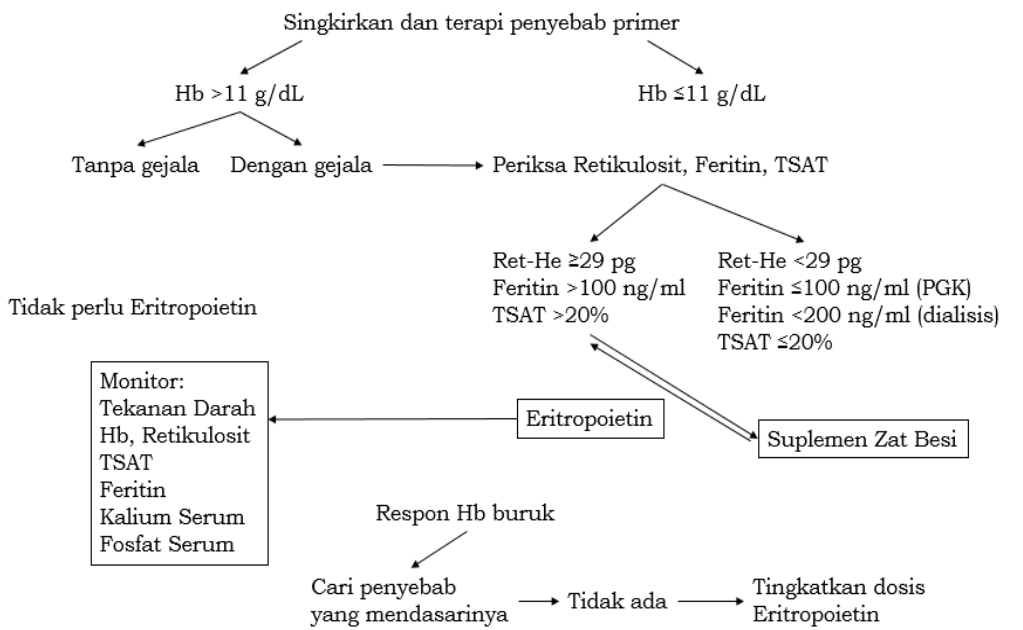 Singkirkan dan terapi penyebab primer
Hb >11 g/dL
Hb ≦11 g/dL
Tanpa gejala
Dengan gejala
Periksa Retikulosit, Feritin, TSAT
Ret-He ≧29 pg
Feritin >100 ng/ml
TSAT >20%
Ret-He <29 pg
Feritin ≦100 ng/ml (PGK)
Feritin <200 ng/ml (dialisis)
TSAT ≦20%
Tidak perlu Eritropoietin
Monitor:
Tekanan Darah
Hb, Retikulosit
TSAT
Feritin
Kalium Serum
Fosfat Serum
Eritropoietin
Suplemen Zat Besi
Respon Hb buruk
Cari penyebab
yang mendasarinya
Tidak ada
Tingkatkan dosis
Eritropoietin